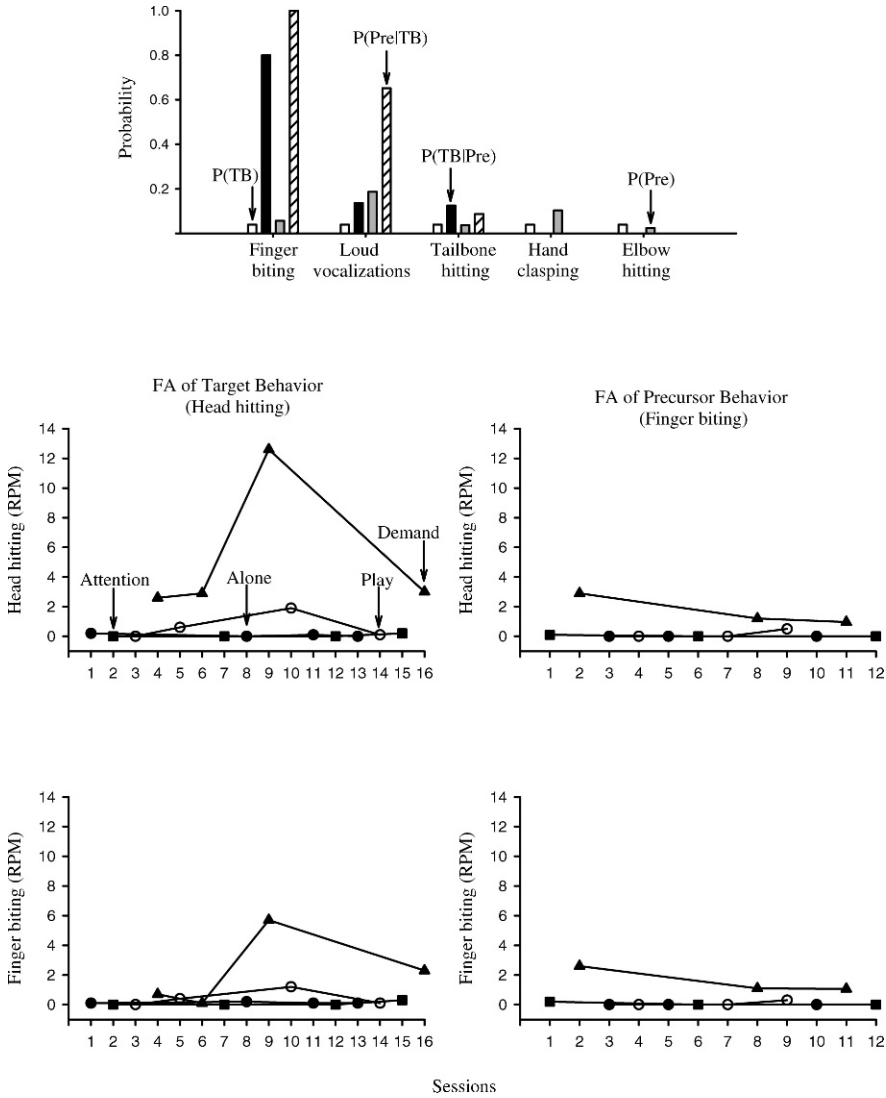 1.0
P(Pre|TB)
0.8
0.6
Probability
0.4
P(TB|Pre)
P(TB)
P(Pre)
0.2
Finger biting
Loud vocalizations
Tailbone hitting
Hand clasping
Elbow hitting
FA of Target Behavior
(Head hitting)
14
12
10
8
6
4
2
0
Head hitting (RPM)
Attention
Alone
Play
Demand
1 2 3 4 5 6 7 8 9 10 11 12 13 14 15 16
FA of Precursor Behavior
(Finger biting)
14
12
10
8
6
4
2
0
Head hitting (RPM)
1 2 3 4 5 6 7 8 9 10 11 12
14
12
10
8
6
4
2
0
Finger biting (RPM)
1 2 3 4 5 6 7 8 9 10 11 12 13 14 15 16
14
12
10
8
6
4
2
0
Finger biting (RPM)
1 2 3 4 5 6 7 8 9 10 11 12
Sessions